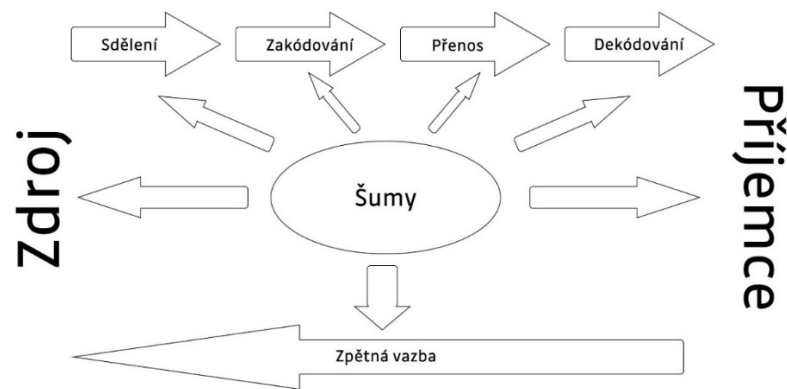 Sdělení
Zakódování
Přenos
Dekódování
Zdroj
Šumy
Příjemce
Zpětná vazba